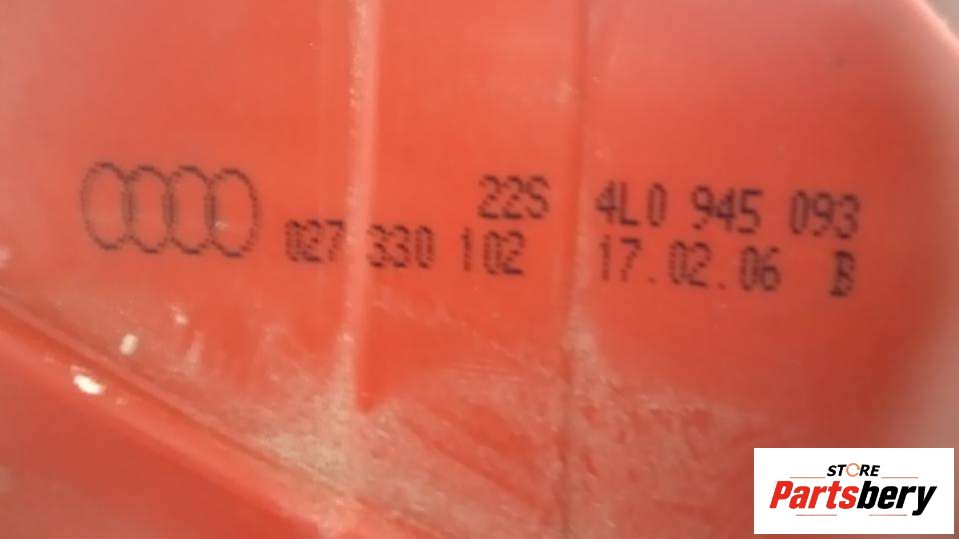 22S 4L0 945 093
027 330 102 17.02.06 B
STORE
Partsbery